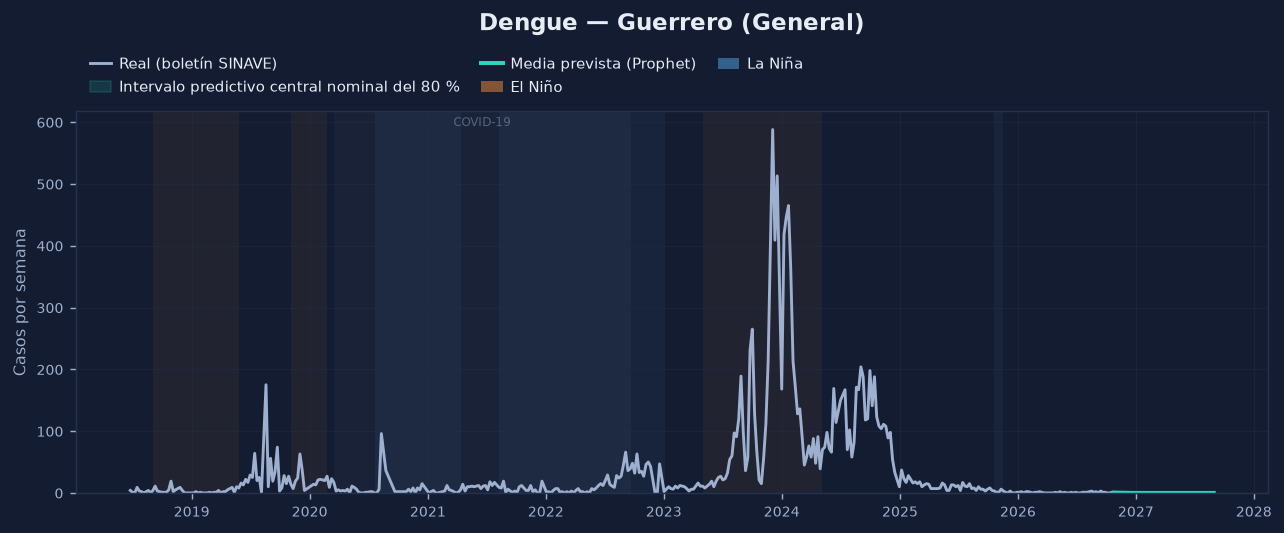 Dengue — Guerrero (General)
Real (boletín SINAVE)
Media prevista (Prophet)
La Niña
Intervalo predictivo central nominal del 80 %
El Niño
COVID-19
Casos por semana
600
500
400
300
200
100
0
2019 2020 2021 2022 2023 2024 2025 2026 2027 2028